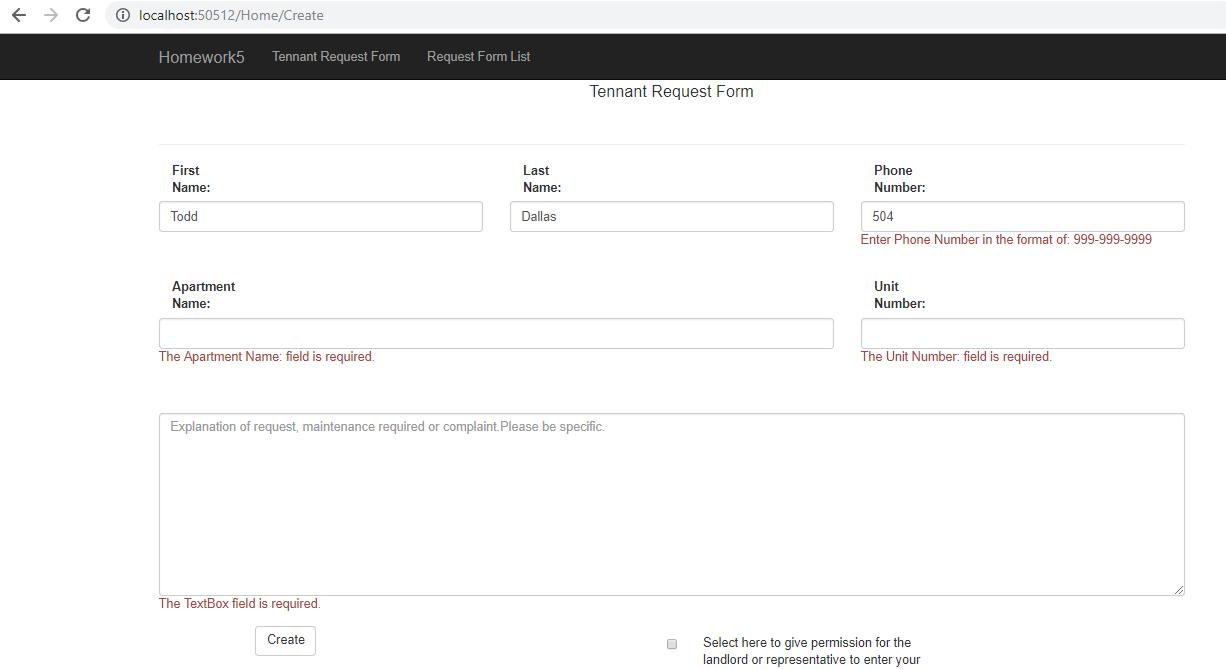 localhost:50512/Home/Create
Homework5 Tennant Request Form Request Form List
Tennant Request Form
First
Name:
Last
Name:
Phone
Number:
Todd
Dallas
504
Enter Phone Number in the format of: 999-999-9999
Apartment
Name:
Unit
Number:
The Apartment Name: field is required.
The Unit Number: field is required.
Explanation of request, maintenance required or complaint.Please be specific.
The TextBox field is required.
Create
Select here to give permission for the
landlord or representative to enter your